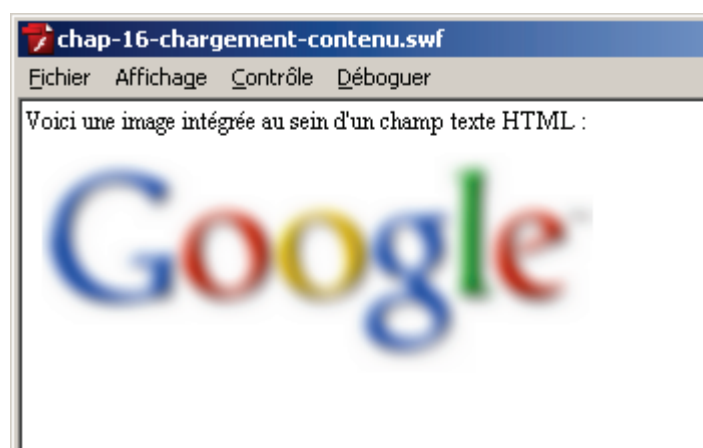 chap-16-chargement-contenu.swf
Fichier Affichage Contrôle Déboguer
Voici une image intégrée au sein d'un champ texte HTML :
Google